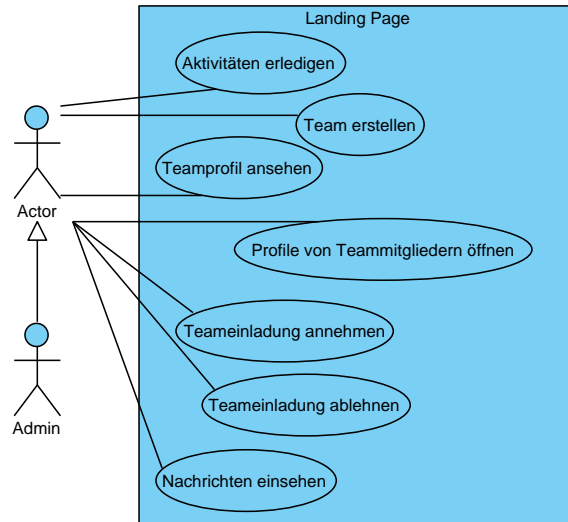 Landing Page
Aktivitäten erledigen
Team erstellen
Teamprofil ansehen
Actor
Profile von Teammitgliedern öffnen
Teameinladung annehmen
Teameinladung ablehnen
Admin
Nachrichten einsehen